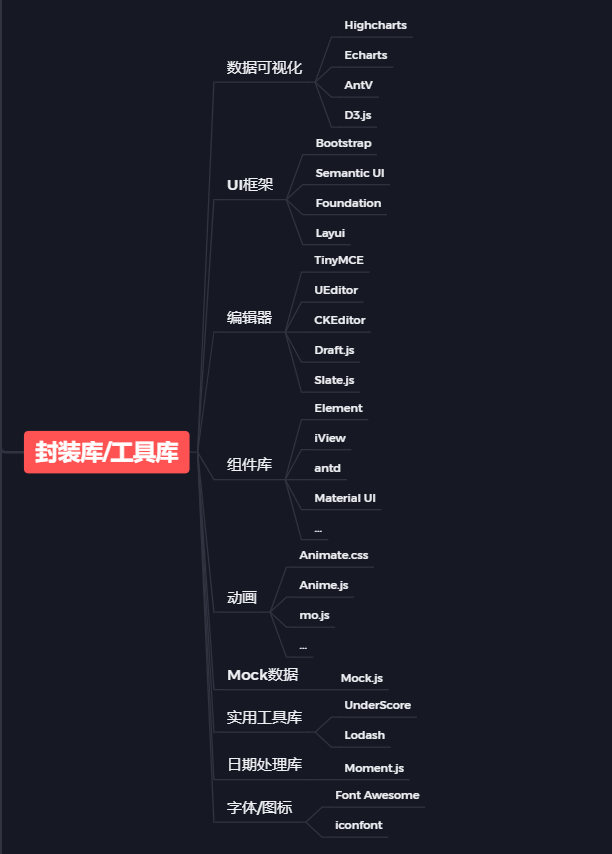 封装库/工具库
数据可视化
Highcharts
Echarts
AntV
D3.js
UI框架
Bootstrap
Semantic UI
Foundation
Layui
编辑器
TinyMCE
UEditor
CKEditor
Draft.js
Slate.js
组件库
Element
iView
antd
Material UI
...
动画
Animate.css
Anime.js
mo.js
...
Mock数据
Mock.js
实用工具库
UnderScore
Lodash
日期处理库
Moment.js
字体/图标
Font Awesome
iconfont